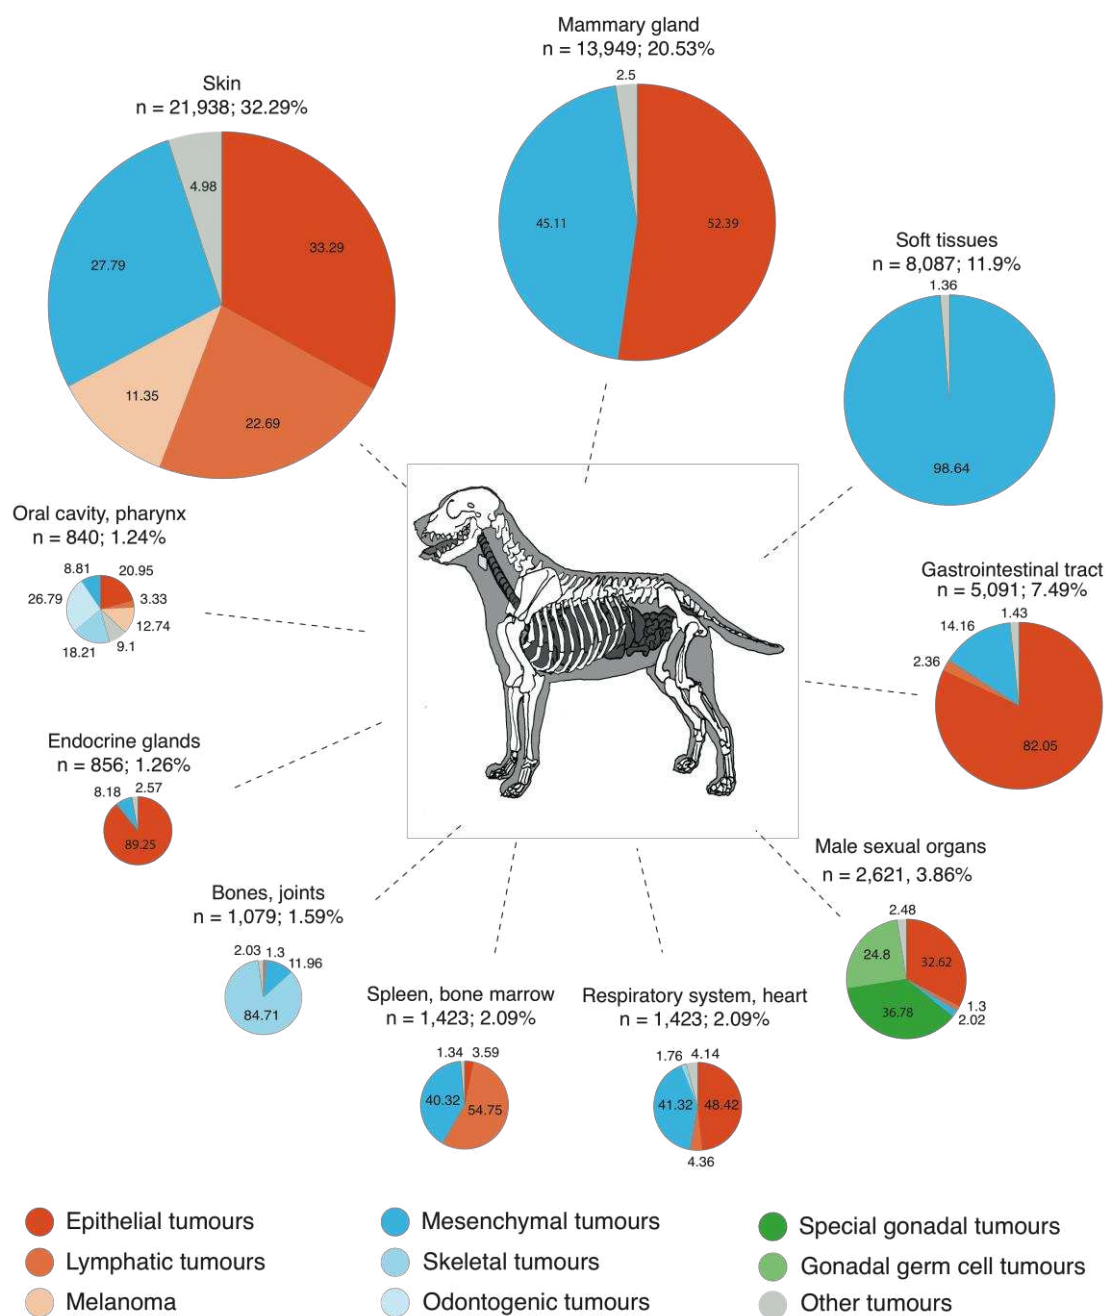 Mammary gland
n = 13,949; 20.53%
2.5
45.11
52.39
Skin
n = 21,938; 32.29%
4.98
33.29
27.79
11.35
22.69
Soft tissues
n = 8,087; 11.9%
1.36
98.64
Oral cavity, pharynx
n = 840; 1.24%
8.81
20.95
26.79
3.33
12.74
18.21
9.1
Gastrointestinal tract
n = 5,091; 7.49%
1.43
14.16
2.36
82.05
Endocrine glands
n = 856; 1.26%
8.18
2.57
89.25
Male sexual organs
n = 2,621, 3.86%
2.48
24.8
32.62
1.3
2.02
36.78
Bones, joints
n = 1,079; 1.59%
2.03
1.3
11.96
84.71
Spleen, bone marrow
n = 1,423; 2.09%
1.34
3.59
40.32
54.75
Respiratory system, heart
n = 1,423; 2.09%
1.76
4.14
41.32
48.42
4.36
Epithelial tumours
Lymphatic tumours
Melanoma
Mesenchymal tumours
Skeletal tumours
Odontogenic tumours
Special gonadal tumours
Gonadal germ cell tumours
Other tumours